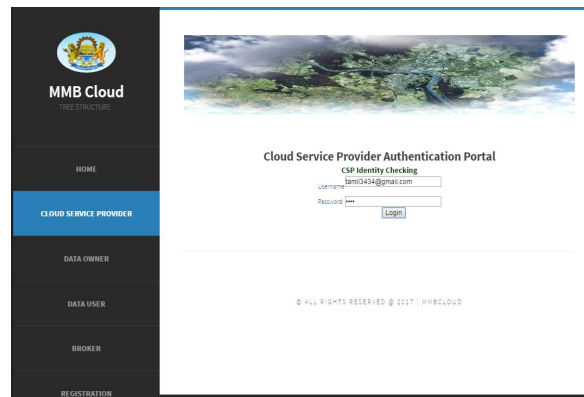 MMB Cloud
TREE STRUCTURE
HOME
CLOUD SERVICE PROVIDER
DATA OWNER
DATA USER
BROKER
REGISTRATION
Cloud Service Provider Authentication Portal
CSP Identity Checking
Username tamil3434@gmail.com
Password ••••
Login
© ALL RIGHTS RESERVED @ 2017 | MMBCLOUD